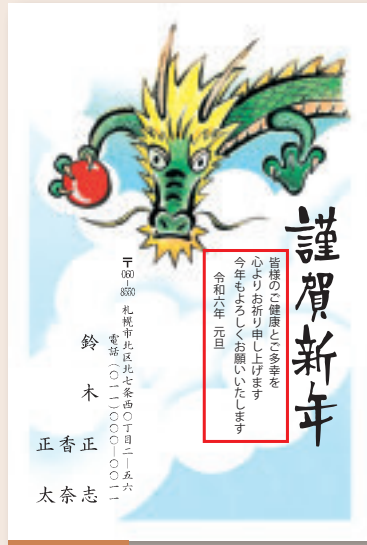 謹賀新年
皆様のご健康とご多幸を
心よりお祈り申し上げます
今年もよろしくお願いいたします
令和六年 元旦
〒060-8550 札幌市北区北七条西〇丁目二―五六
電話(〇一一)〇〇〇―〇〇一一
鈴木 正志
香奈
正太